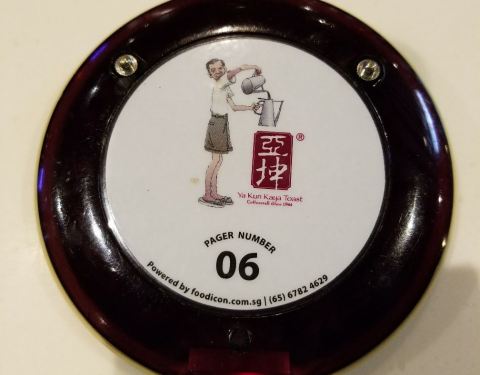 亞坤®
Ya Kun Kaya Toast
Coffeestall Since 1944
PAGER NUMBER
06
Powered by foodicon.com.sg | (65) 6782 4629